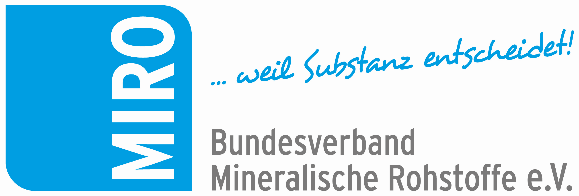 MIRO
... weil Substanz entscheidet!
Bundesverband
Mineralische Rohstoffe e.V.